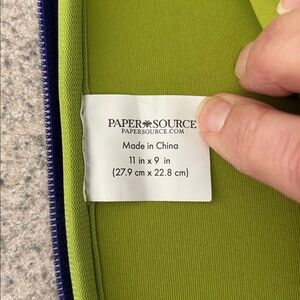 PAPER SOURCE
PAPERSOURCE.COM
Made in China
11 in x 9 in
(27.9 cm x 22.8 cm)